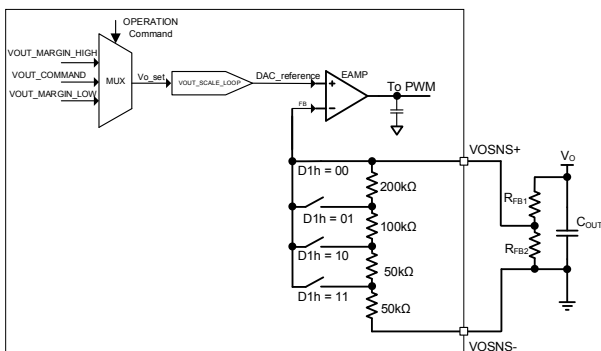 OPERATION
Command
VOUT_MARGIN_HIGH
VOUT_COMMAND
VOUT_MARGIN_LOW
MUX
Vo_set
VOUT_SCALE_LOOP
DAC_reference
EAMP
To PWM
+
FB
−
VOSNS+
D1h = 00
200kΩ
D1h = 01
100kΩ
D1h = 10
50kΩ
D1h = 11
50kΩ
VOSNS-
VO
RFB1
RFB2
COUT